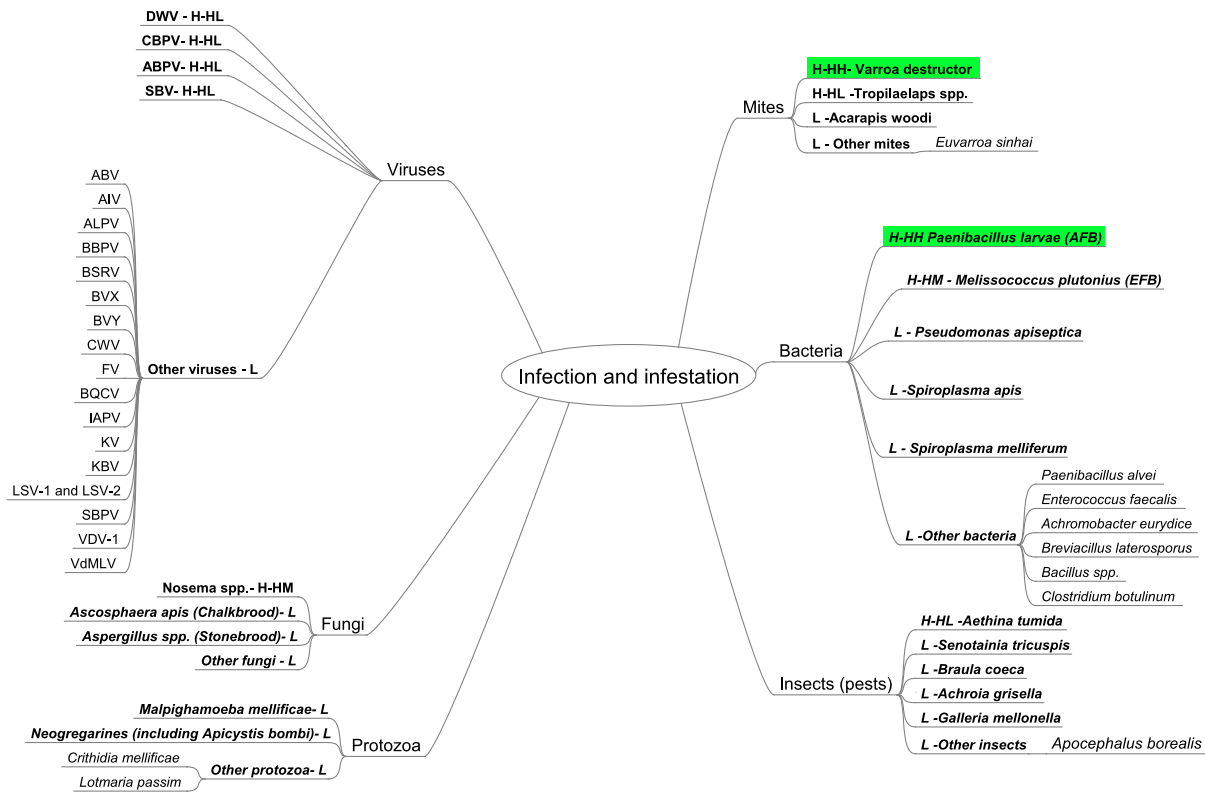 Infection and infestation
Viruses
DWV - H-HL
CBPV- H-HL
ABPV- H-HL
SBV- H-HL
Other viruses - L
ABV
AIV
ALPV
BBPV
BSRV
BVX
BVY
CWV
FV
BQCV
IAPV
KV
KBV
LSV-1 and LSV-2
SBPV
VDV-1
VdMLV
Fungi
Nosema spp.- H-HM
Ascosphaera apis (Chalkbrood)- L
Aspergillus spp. (Stonebrood)- L
Other fungi - L
Protozoa
Malpighamoeba mellificae- L
Neogregarines (including Apicystis bombi)- L
Other protozoa- L
Crithidia mellificae
Lotmaria passim
Mites
H-HH- Varroa destructor
H-HL -Tropilaelaps spp.
L -Acarapis woodi
L - Other mites
Euvarroa sinhai
Bacteria
H-HH Paenibacillus larvae (AFB)
H-HM - Melissococcus plutonius (EFB)
L - Pseudomonas apiseptica
L -Spiroplasma apis
L - Spiroplasma melliferum
L -Other bacteria
Paenibacillus alvei
Enterococcus faecalis
Achromobacter eurydice
Breviacillus laterosporus
Bacillus spp.
Clostridium botulinum
Insects (pests)
H-HL -Aethina tumida
L -Senotainia tricuspis
L -Braula coeca
L -Achroia grisella
L -Galleria mellonella
L -Other insects
Apocephalus borealis